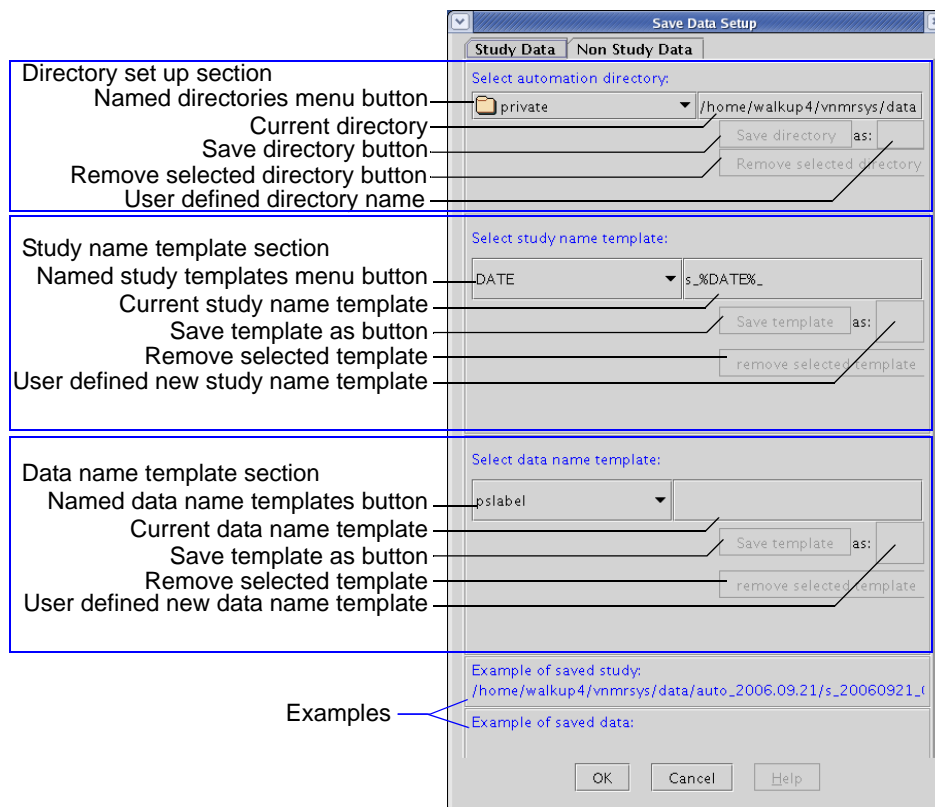 Save Data Setup
Study Data Non Study Data
Directory set up section
Select automation directory:
Named directories menu button
private /home/walkup4/vnmrsys/data
Current directory
Save directory button
Save directory as:
Remove selected directory button
Remove selected directory
User defined directory name
Study name template section
Select study name template:
Named study templates menu button
DATE s_%DATE%_
Current study name template
Save template as button
Save template as:
Remove selected template
remove selected template
User defined new study name template
Data name template section
Select data name template:
Named data name templates button
pslabel
Current data name template
Save template as button
Save template as:
Remove selected template
remove selected template
User defined new data name template
Example of saved study:
/home/walkup4/vnmrsys/data/auto_2006.09.21/s_20060921_
Examples
Example of saved data:
OK Cancel Help